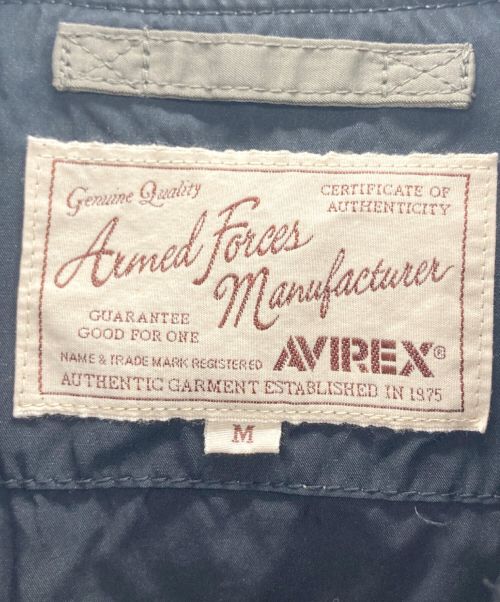 Genuine Quality
CERTIFICATE OF
AUTHENTICITY
Armed Forces
Manufacturer
GUARANTEE
GOOD FOR ONE
NAME & TRADE MARK REGISTERED
AVIREX®
AUTHENTIC GARMENT ESTABLISHED IN 1975
M